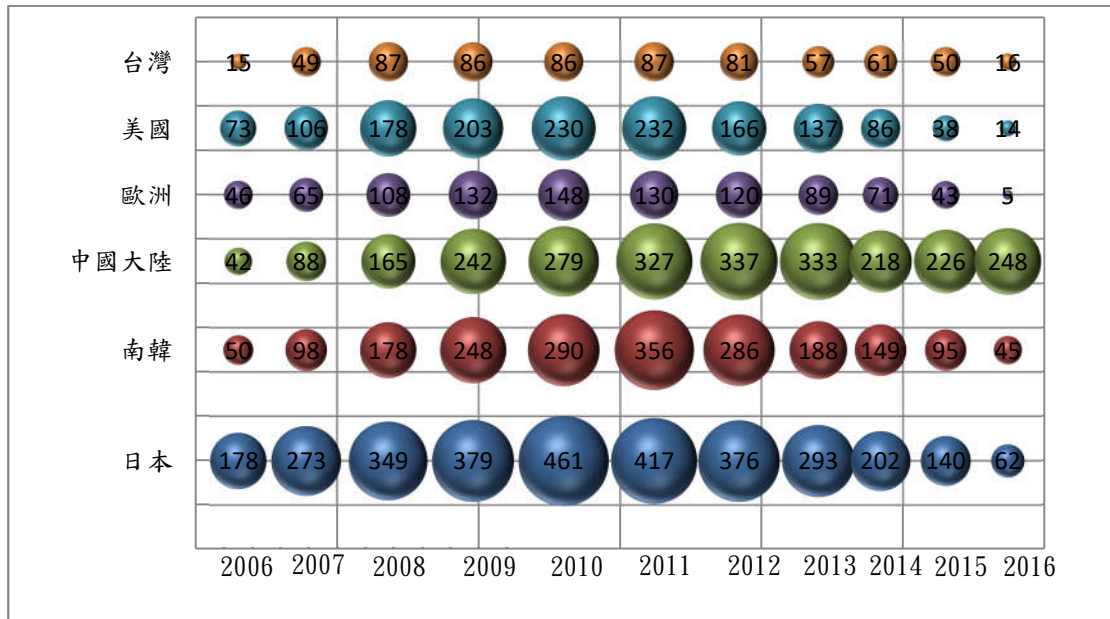 台灣 15 49 87 86 86 87 81 57 61 50 16
美國 73 106 178 203 230 232 166 137 86 38 14
歐洲 46 65 108 132 148 130 120 89 71 43 5
中國大陸 42 88 165 242 279 327 337 333 218 226 248
南韓 50 98 178 248 290 356 286 188 149 95 45
日本 178 273 349 379 461 417 376 293 202 140 62
2006 2007 2008 2009 2010 2011 2012 2013 2014 2015 2016